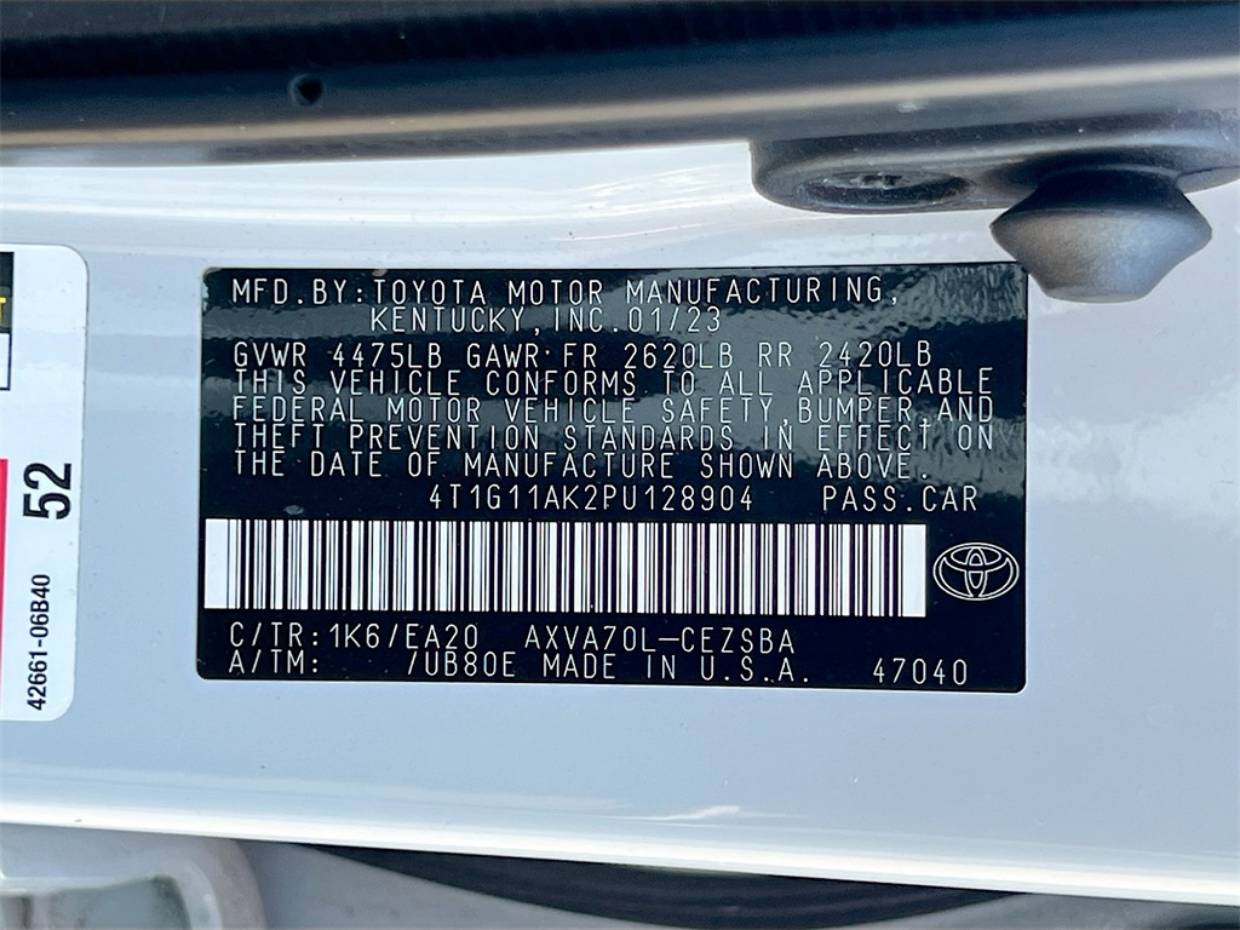 MFD.BY:TOYOTA MOTOR MANUFACTURING,
KENTUCKY,INC.01/23
GVWR 4475LB GAWR FR 2620LB RR 2420LB
THIS VEHICLE CONFORMS TO ALL APPLICABLE
FEDERAL MOTOR VEHICLE SAFETY,BUMPER,AND
THEFT PREVENTION STANDARDS IN EFFECT ON
THE DATE OF MANUFACTURE SHOWN ABOVE.
4T1G11AK2PU128904 PASS.CAR
C/TR:1K6/EA20 AXVA70L-CEZSBA
A/TM: /UB80E MADE IN U.S.A. 47040
52
42661-06B40